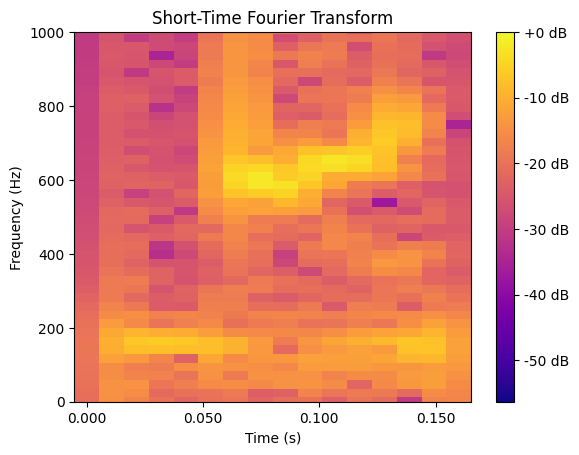 Short-Time Fourier Transform
1000
800
600
400
200
0
Frequency (Hz)
0.000
0.050
0.100
0.150
Time (s)
+0 dB
-10 dB
-20 dB
-30 dB
-40 dB
-50 dB